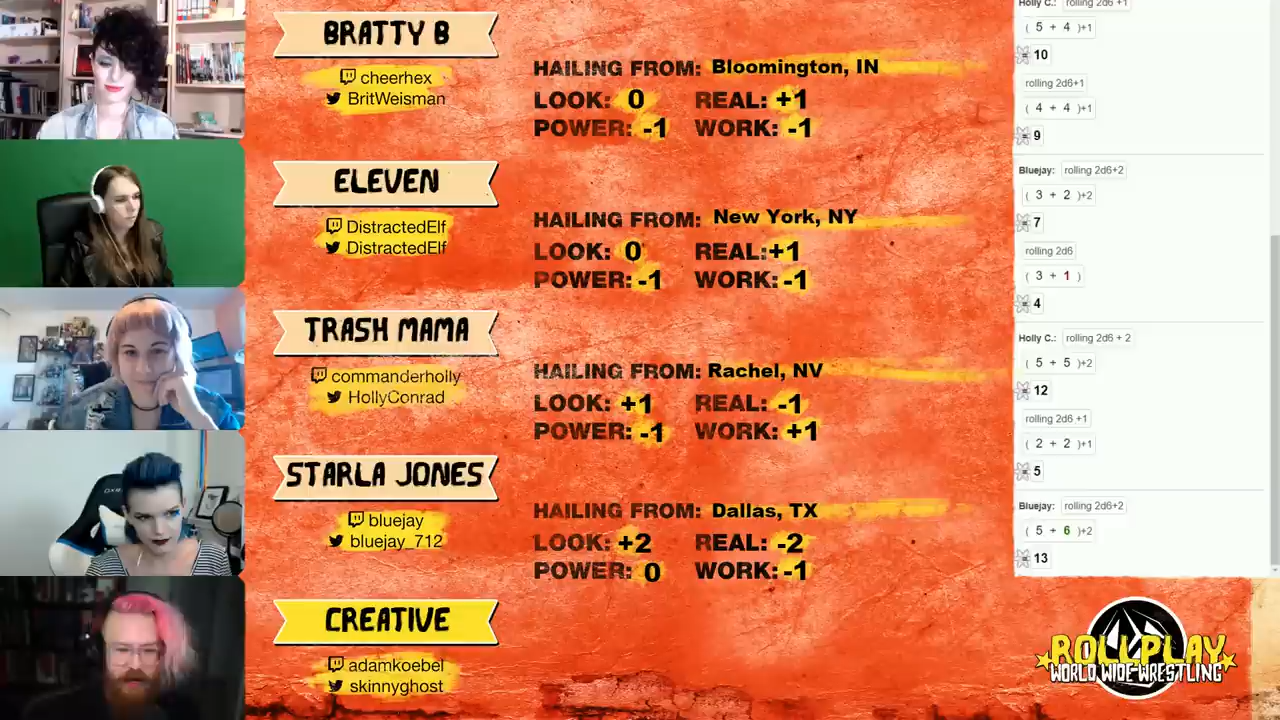 BRATTY B
cheerhex
BritWeisman
HAILING FROM: Bloomington, IN
LOOK: 0 REAL: +1
POWER: -1 WORK: -1
ELEVEN
DistractedElf
DistractedElf
HAILING FROM: New York, NY
LOOK: 0 REAL:+1
POWER: -1 WORK: -1
TRASH MAMA
commanderholly
HollyConrad
HAILING FROM: Rachel, NV
LOOK: +1 REAL: -1
POWER: -1 WORK: +1
STARLA JONES
bluejay
bluejay_712
HAILING FROM: Dallas, TX
LOOK: +2 REAL: -2
POWER: 0 WORK: -1
CREATIVE
adamkoebel
skinnyghost
Holly C.: rolling 2d6 +1
( 5 + 4 )+1
= 10
rolling 2d6+1
( 4 + 4 )+1
= 9
Bluejay: rolling 2d6+2
( 3 + 2 )+2
= 7
rolling 2d6
( 3 + 1 )
= 4
Holly C.: rolling 2d6 + 2
( 5 + 5 )+2
= 12
rolling 2d6 +1
( 2 + 2 )+1
= 5
Bluejay: rolling 2d6+2
( 5 + 6 )+2
= 13
ROLLPLAY
WORLD WIDE WRESTLING